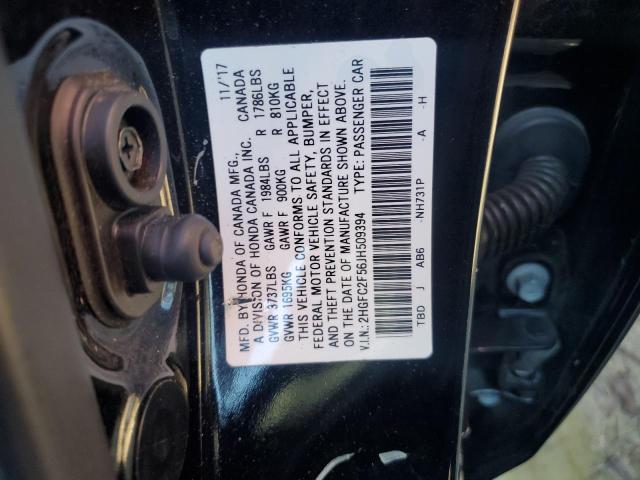 MFD. BY HONDA OF CANADA MFG., 11/'17
A DIVISION OF HONDA CANADA INC. CANADA
GVWR 3737LBS GAWR F 1984LBS R 1786LBS
GVWR 1695KG GAWR F 900KG R 810KG
THIS VEHICLE CONFORMS TO ALL APPLICABLE
FEDERAL MOTOR VEHICLE SAFETY, BUMPER,
AND THEFT PREVENTION STANDARDS IN EFFECT
ON THE DATE OF MANUFACTURE SHOWN ABOVE.
V.I.N.: 2HGFC2F56JH509394 TYPE: PASSENGER CAR
TBD J AB6 -NH731P -A -H